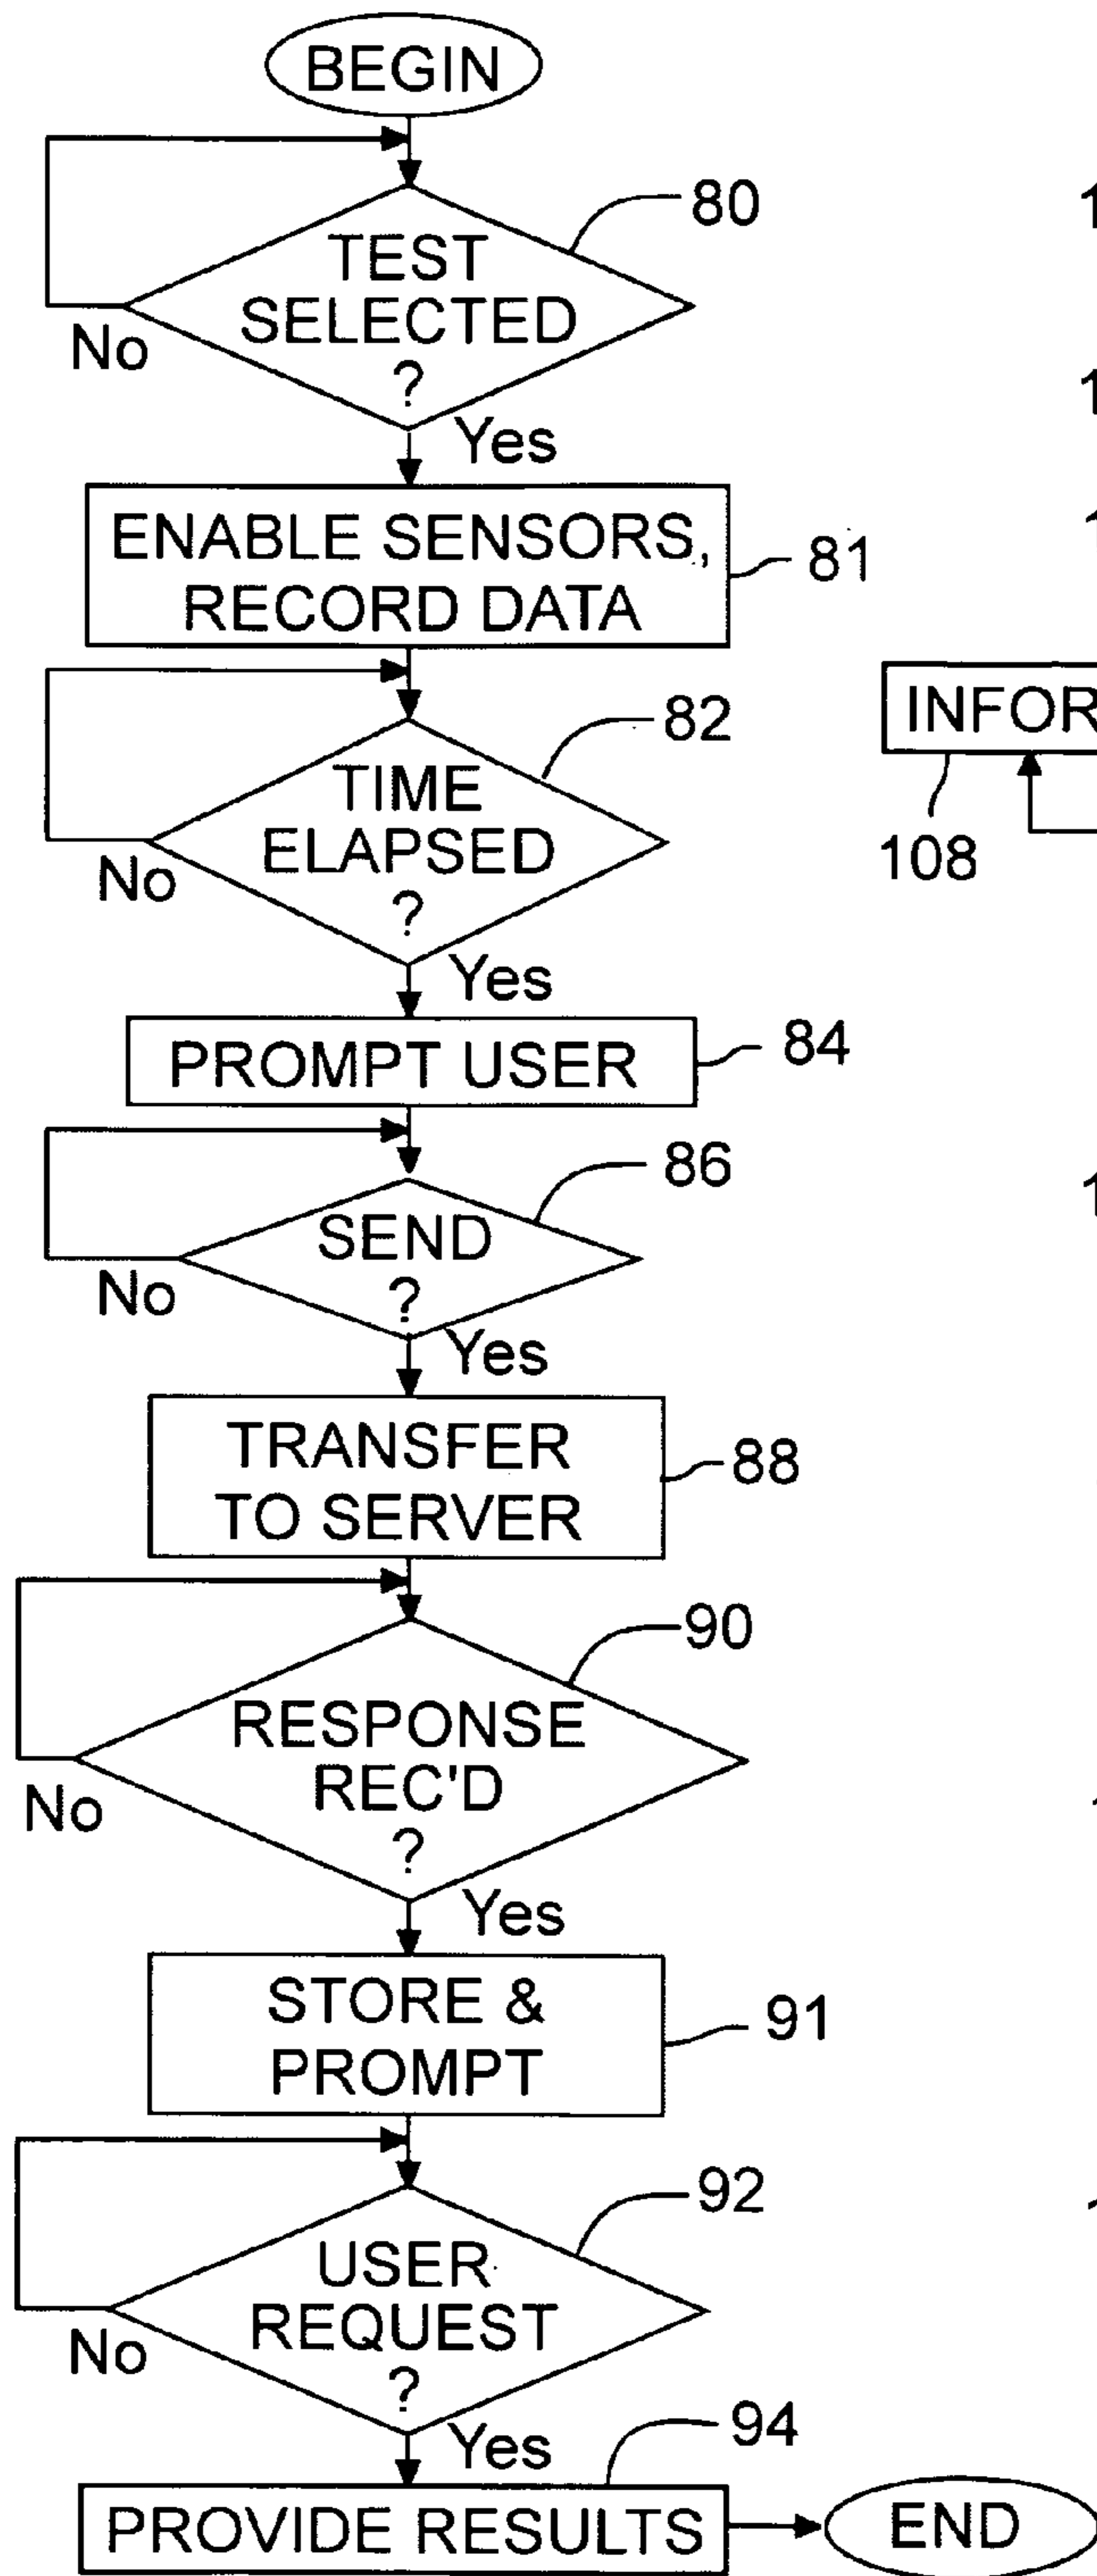 BEGIN
80
TEST
SELECTED
?
No
Yes
ENABLE SENSORS,
RECORD DATA
81
82
TIME
ELAPSED
?
No
Yes
INFOR
108
PROMPT USER
84
86
SEND
?
No
Yes
TRANSFER
TO SERVER
88
90
RESPONSE
REC'D
?
No
Yes
STORE &
PROMPT
91
92
USER
REQUEST
?
No
Yes
94
PROVIDE RESULTS
END